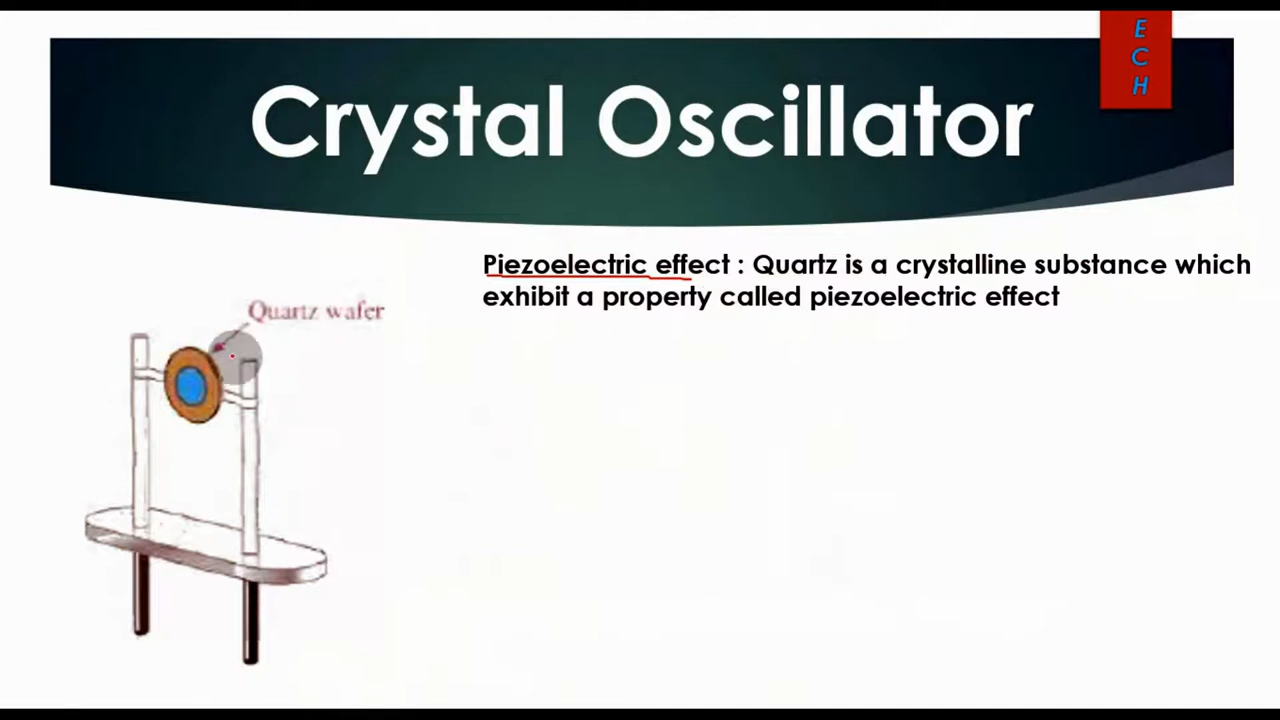 E
C
H
Crystal Oscillator
Piezoelectric effect : Quartz is a crystalline substance which
exhibit a property called piezoelectric effect
Quartz wafer